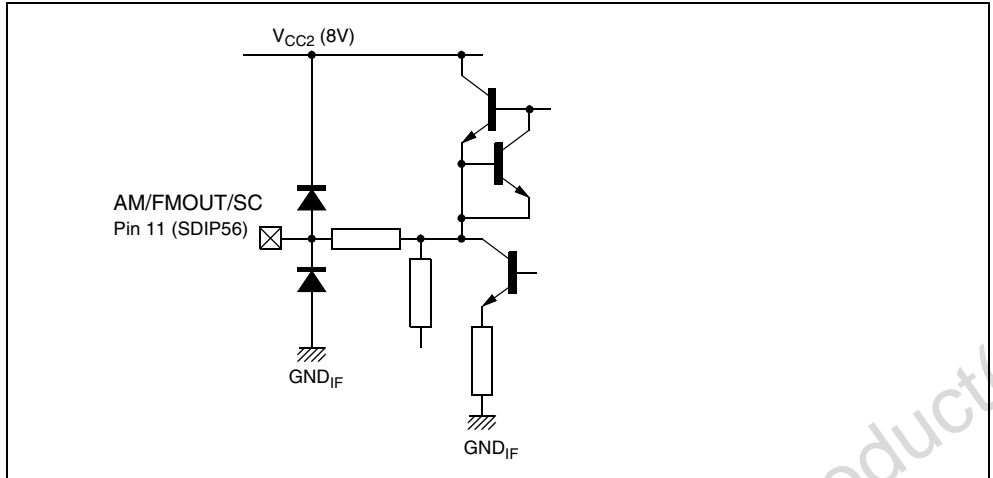 VCC2 (8V)
AM/FMOUT/SC
Pin 11 (SDIP56)
GNDIF
GNDIF